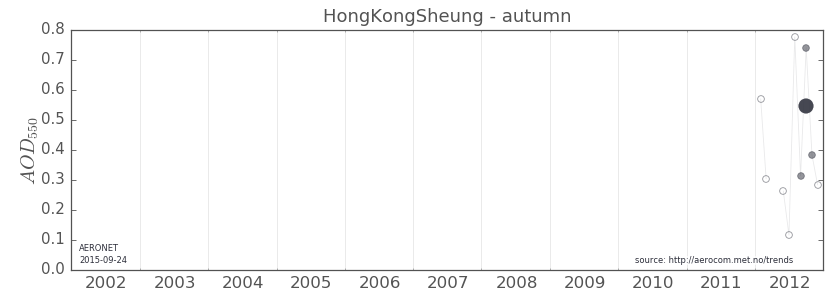 HongKongSheung - autumn
0.8
0.7
0.6
0.5
0.4
0.3
0.2
0.1
0.0
AOD550
AERONET
2015-09-24
source: http://aerocom.met.no/trends
2002 2003 2004 2005 2006 2007 2008 2009 2010 2011 2012